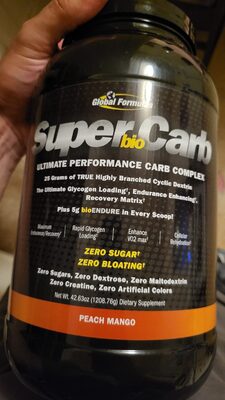 Global Formulas
Super bio Carb
ULTIMATE PERFORMANCE CARB COMPLEX
25 Grams of TRUE Highly Branched Cyclic Dextrin
The Ultimate Glycogen Loading†, Endurance Enhancing†,
Recovery Matrix†
Plus 5g bioENDURE in Every Scoop!
Maximum
Endurance/Recovery†
Rapid Glycogen
Loading†
Enhance
VO2 max†
Cellular
Rehydration†
ZERO SUGAR†
ZERO BLOATING†
Zero Sugars, Zero Dextrose, Zero Maltodextrin
Zero Creatine, Zero Artificial Colors
Net Wt. 42.63oz (1208.76g) Dietary Supplement
PEACH MANGO